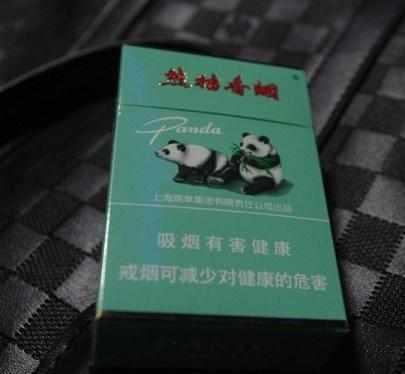 熊猫香烟
Panda
上海烟草集团有限责任公司出品
吸烟有害健康
戒烟可减少对健康的危害